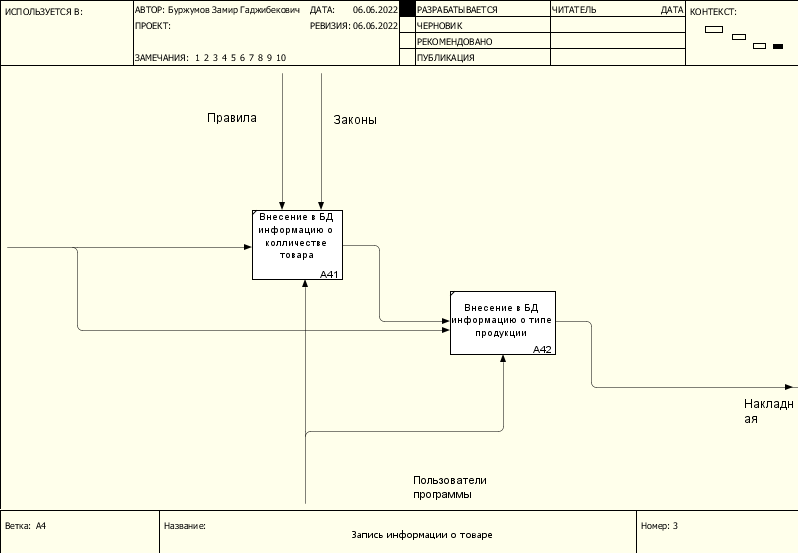 ИСПОЛЬЗУЕТСЯ В:
АВТОР: Буржумов Замир Гаджибекович
ДАТА: 06.06.2022
РАЗРАБАТЫВАЕТСЯ
ЧИТАТЕЛЬ
ДАТА
КОНТЕКСТ:
ПРОЕКТ:
РЕВИЗИЯ: 06.06.2022
ЧЕРНОВИК
РЕКОМЕНДОВАНО
ЗАМЕЧАНИЯ: 1 2 3 4 5 6 7 8 9 10
ПУБЛИКАЦИЯ
Правила
Законы
Внесение в БД
информацию о
колличестве
товара
A41
Внесение в БД
информацию о типе
продукции
A42
Накладн
ая
Пользователи
программы
Ветка: A4
Название:
Запись информации о товаре
Номер: 3